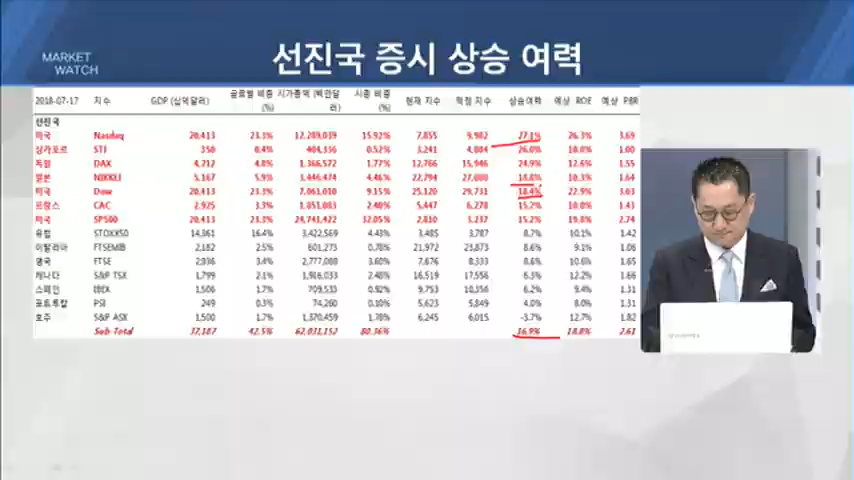 MARKET
WATCH
선진국 증시 상승 여력
2018-07-17 지수 GDP (십억달러) 글로벌 비중 (%) 시가총액 (백만달러) 시총 비중 (%) 현재 지수 적정 지수 상승여력 예상 ROE 예상 PBR
선진국
미국 Nasdaq 20,413 23.3% 12,289,039 15.92% 7,855 9,982 27.1% 26.3% 3.69
싱가포르 STI 350 0.4% 404,336 0.52% 3,241 4,084 26.0% 10.0% 1.00
독일 DAX 4,212 4.8% 1,366,572 1.77% 12,766 15,946 24.9% 12.6% 1.55
일본 NIKKEI 5,167 5.9% 3,446,474 4.46% 22,794 18.8% 10.3% 1.64
미국 Dow 20,413 23.3% 7,063,010 9.15% 25,120 29,731 18.4% 22.9% 3.63
프랑스 CAC 2,925 3.3% 1,851,083 2.40% 5,447 6,278 15.2% 10.0% 1.43
미국 SP500 20,413 23.3% 24,743,422 32.05% 2,810 3,237 15.2% 19.8% 2.74
유럽 STOXX50 14,361 16.4% 3,422,569 4.43% 3,485 3,787 8.7% 10.1% 1.42
이탈리아 FTSEMIB 2,182 2.5% 601,273 0.78% 21,972 23,873 8.6% 9.1% 1.06
영국 FTSE 2,936 3.4% 2,777,088 3.60% 7,676 8,333 8.6% 10.6% 1.65
캐나다 S&P TSX 1,799 2.1% 1,916,033 2.48% 16,519 17,556 6.3% 12.2% 1.66
스페인 IBEX 1,506 1.7% 709,533 0.92% 9,753 10,356 6.2% 9.4% 1.31
포르투칼 PSI 249 0.3% 74,260 0.10% 5,623 5,849 4.0% 8.0% 1.31
호주 S&P ASX 1,500 1.7% 1,370,459 1.78% 6,245 6,015 -3.7% 12.7% 1.82
Sub-Total 37,187 42.5% 62,031,152 80.36% 16.9% 18.8% 2.61